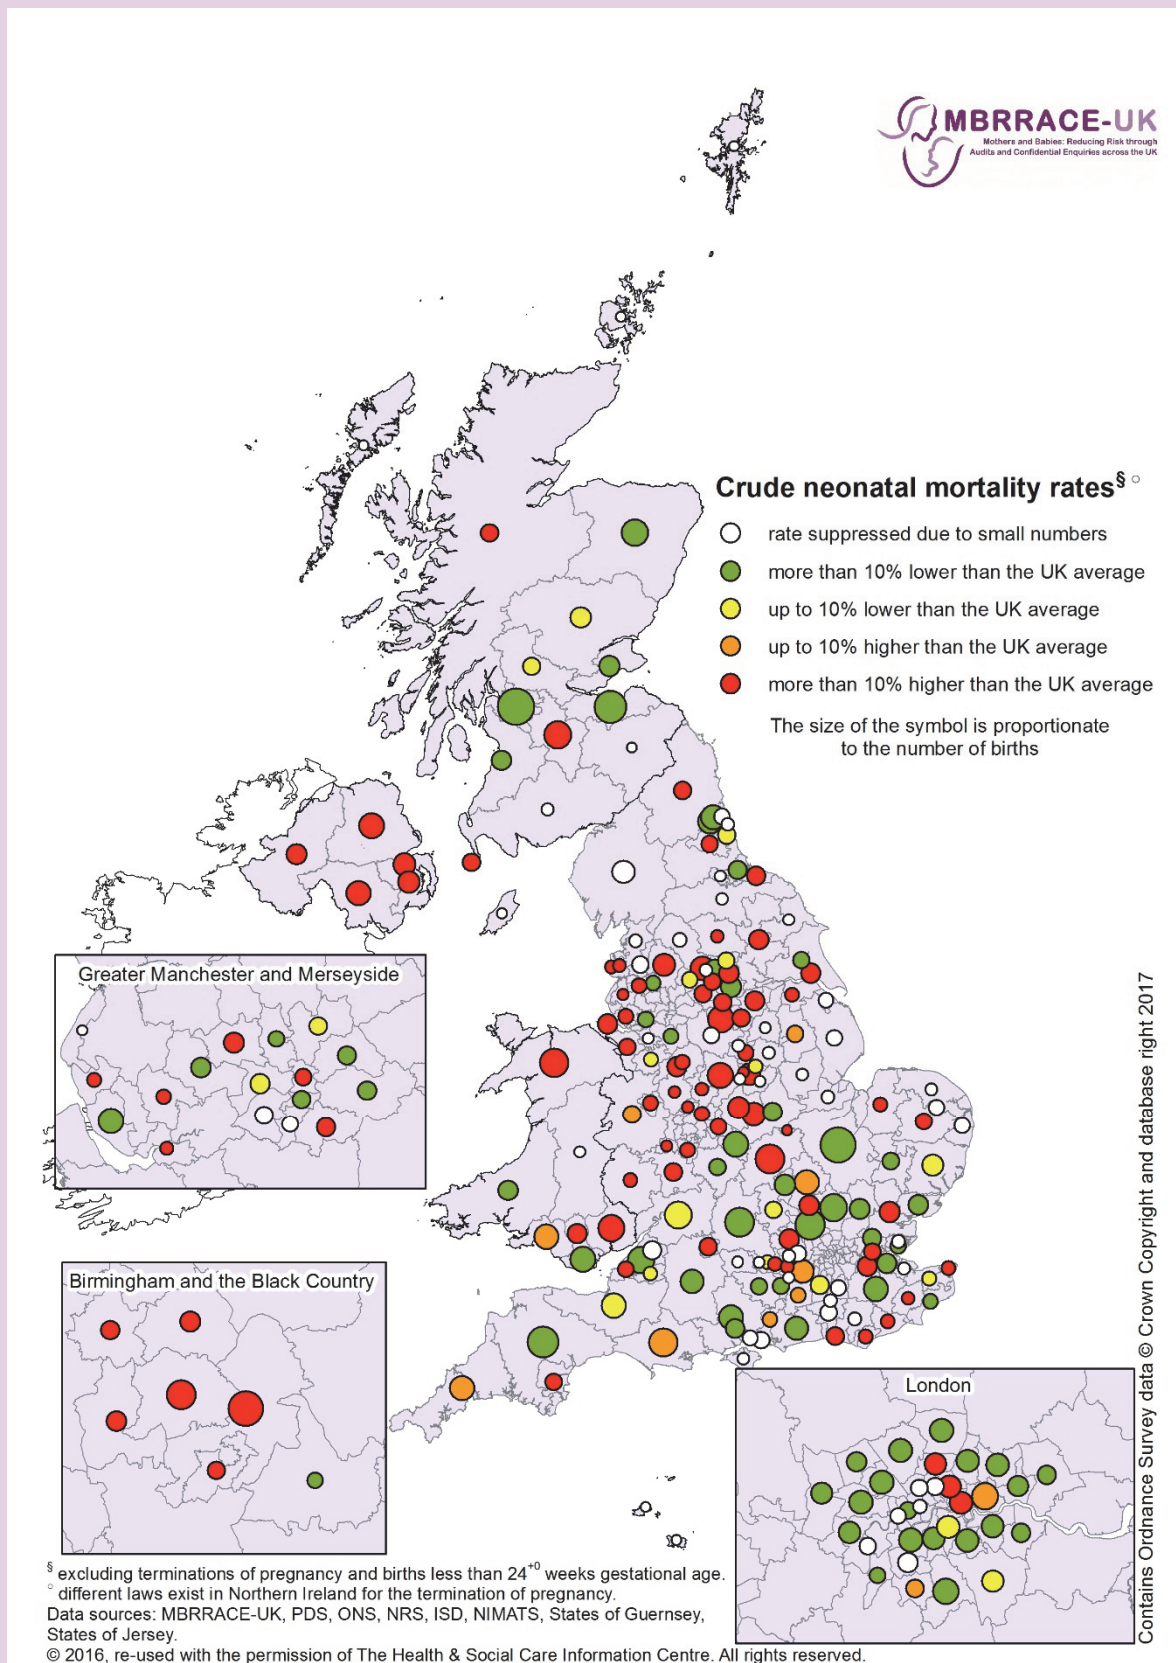 MBRRACE-UK
Mothers and Babies: Reducing Risk through
Audits and Confidential Enquiries across the UK
Crude neonatal mortality rates§ ○
rate suppressed due to small numbers
more than 10% lower than the UK average
up to 10% lower than the UK average
up to 10% higher than the UK average
more than 10% higher than the UK average
The size of the symbol is proportionate
to the number of births
Greater Manchester and Merseyside
Birmingham and the Black Country
London
Contains Ordnance Survey data © Crown Copyright and database right 2017
§ excluding terminations of pregnancy and births less than 24+0 weeks gestational age.
○ different laws exist in Northern Ireland for the termination of pregnancy.
Data sources: MBRRACE-UK, PDS, ONS, NRS, ISD, NIMATS, States of Guernsey,
States of Jersey.
© 2016, re-used with the permission of The Health & Social Care Information Centre. All rights reserved.